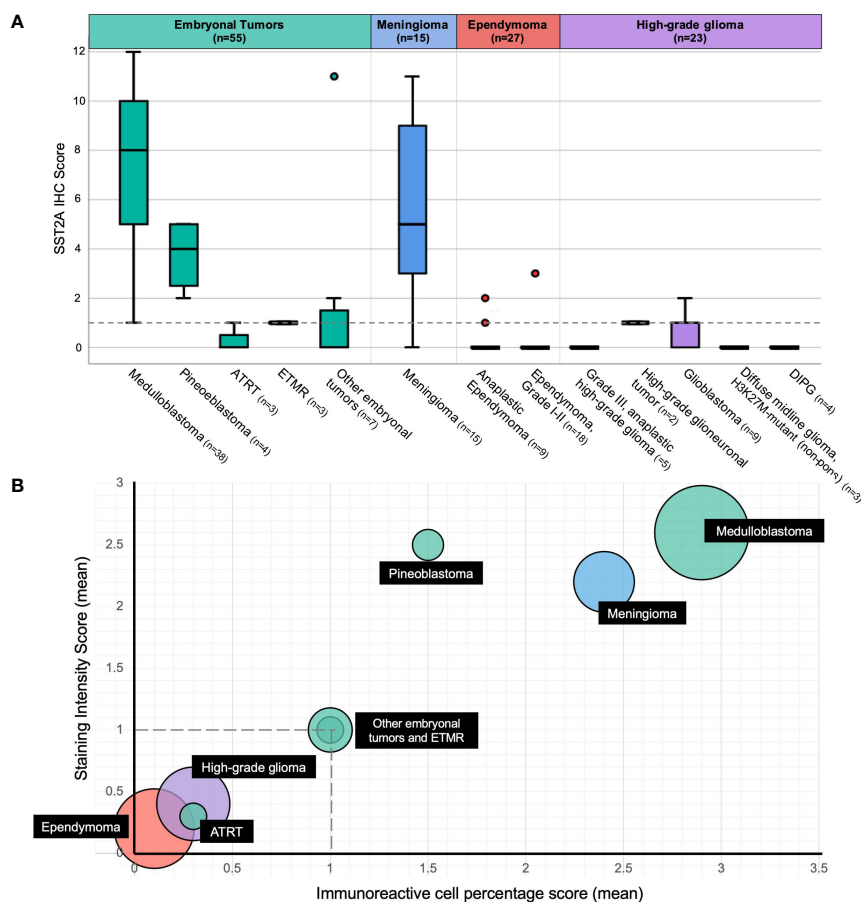 A
Embryonal Tumors
(n=55)
Meningioma
(n=15)
Ependymoma
(n=27)
High-grade glioma
(n=23)
SST2A IHC Score
12
10
8
6
4
2
0
Medulloblastoma (n=38)
Pineoeblastoma (n=4)
ATRT (n=3)
ETMR (n=3)
Other embryonal
tumors (n=7)
Meningioma (n=15)
Anaplastic
Ependymoma (n=9)
Ependymoma,
Grade I-II (n=18)
Grade III, anaplastic
high-grade glioma (=5)
High-grade glioneuronal
tumor (n=2)
Glioblastoma (n=9)
Diffuse midline glioma,
H3K27M-mutant (non-pons) (n=3)
DIPG (n=4)
B
Staining Intensity Score (mean)
3
2.5
2
1.5
1
0.5
0
Medulloblastoma
Pineoblastoma
Meningioma
Other embryonal
tumors and ETMR
High-grade glioma
Ependymoma
ATRT
0
0.5
1
1.5
2
2.5
3
3.5
Immunoreactive cell percentage score (mean)